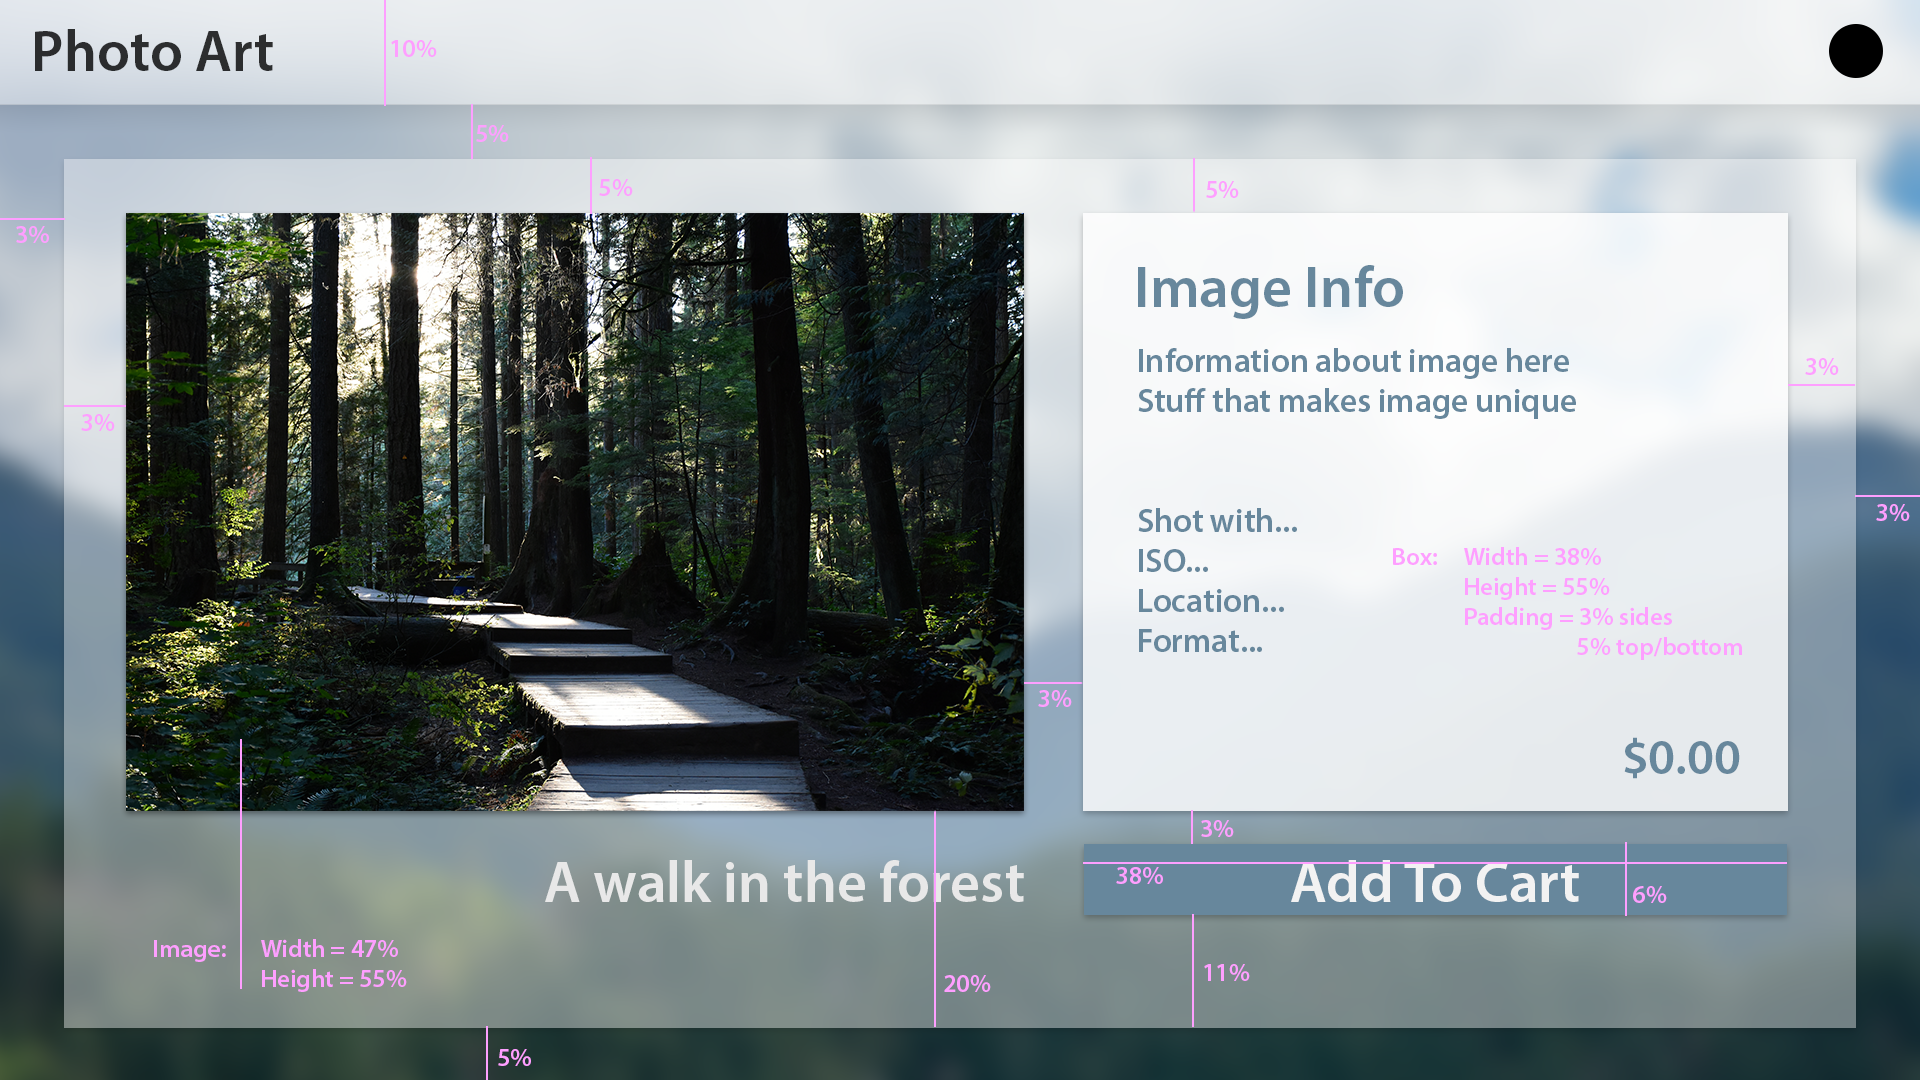 Photo Art
10%
5%
5%
5%
3%
Image Info
Information about image here
Stuff that makes image unique
3%
3%
Shot with...
ISO...
Location...
Format...
Box: Width = 38%
Height = 55%
Padding = 3% sides
5% top/bottom
3%
3%
$0.00
3%
A walk in the forest
38%
Add To Cart
6%
Image: Width = 47%
Height = 55%
20%
11%
5%